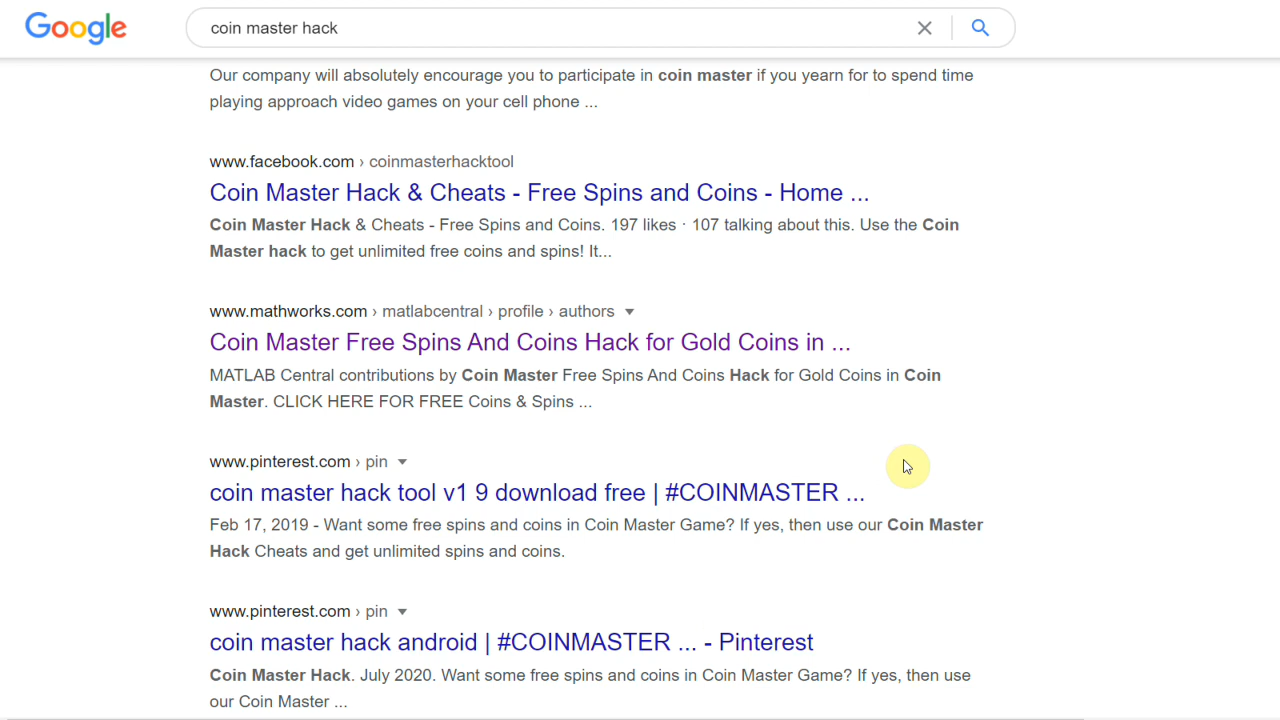 Google
coin master hack
Our company will absolutely encourage you to participate in coin master if you yearn for to spend time
playing approach video games on your cell phone ...
www.facebook.com › coinmasterhacktool
Coin Master Hack & Cheats - Free Spins and Coins - Home ...
Coin Master Hack & Cheats - Free Spins and Coins. 197 likes · 107 talking about this. Use the Coin
Master hack to get unlimited free coins and spins! It...
www.mathworks.com › matlabcentral › profile › authors
Coin Master Free Spins And Coins Hack for Gold Coins in ...
MATLAB Central contributions by Coin Master Free Spins And Coins Hack for Gold Coins in Coin
Master. CLICK HERE FOR FREE Coins & Spins ...
www.pinterest.com › pin
coin master hack tool v1 9 download free | #COINMASTER ...
Feb 17, 2019 - Want some free spins and coins in Coin Master Game? If yes, then use our Coin Master
Hack Cheats and get unlimited spins and coins.
www.pinterest.com › pin
coin master hack android | #COINMASTER ... - Pinterest
Coin Master Hack. July 2020. Want some free spins and coins in Coin Master Game? If yes, then use
our Coin Master ...